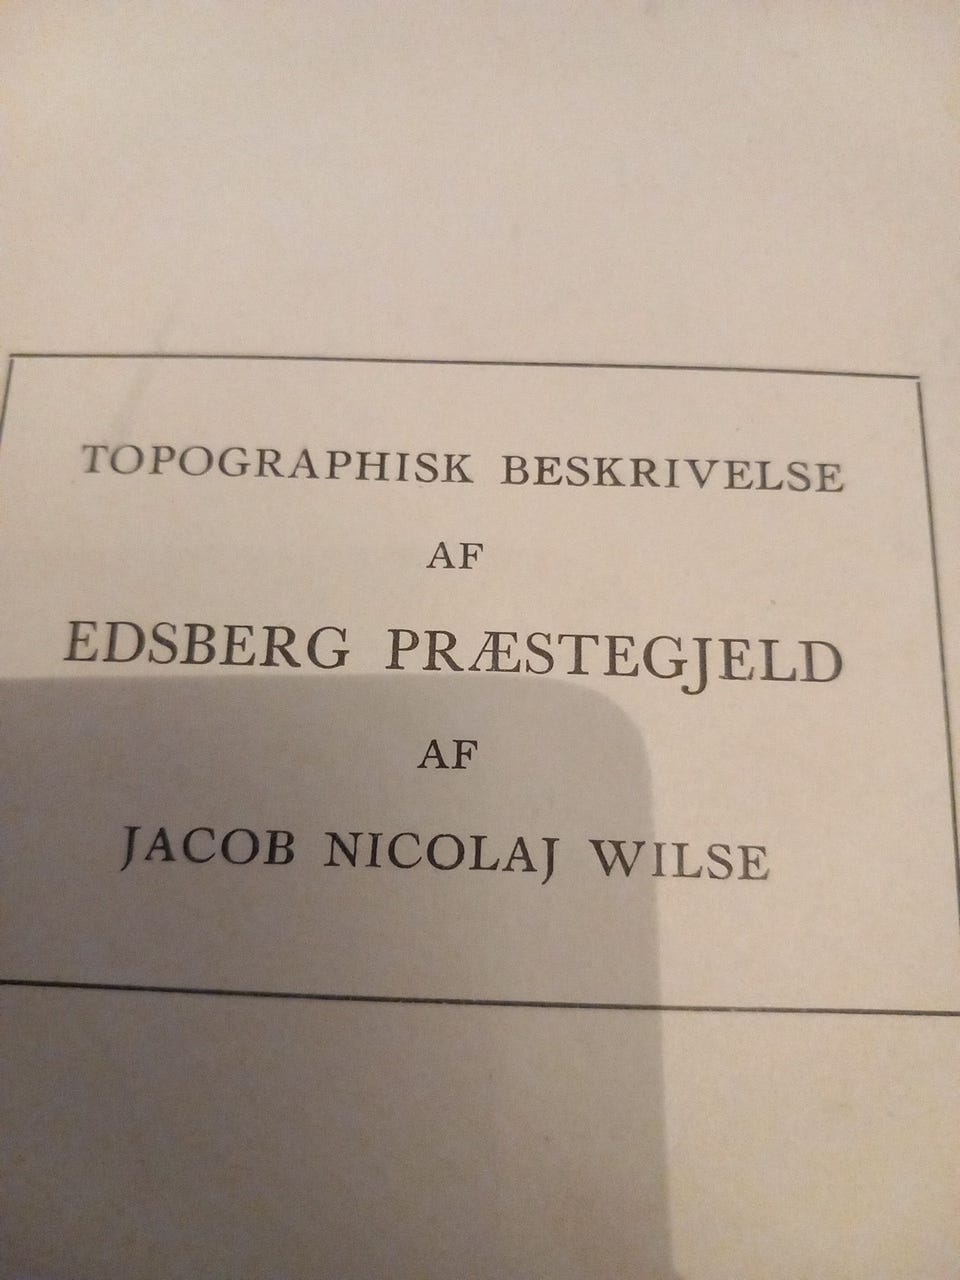 TOPOGRAPHISK BESKRIVELSE
AF
EDSBERG PRÆSTEGJELD
AF
JACOB NICOLAJ WILSE